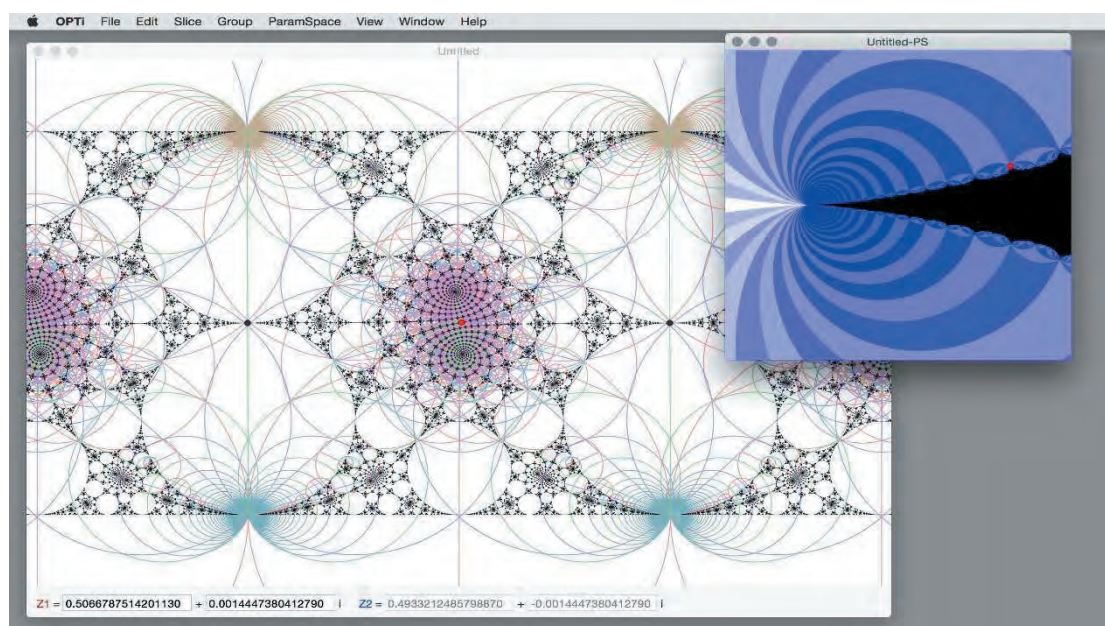 OPTi File Edit Slice Group ParamSpace View Window Help
Untitled
Untitled-PS
Z1 = 0.5066787514201130 + 0.0014447380412790 i Z2 = 0.4933212485798870 + -0.0014447380412790 i